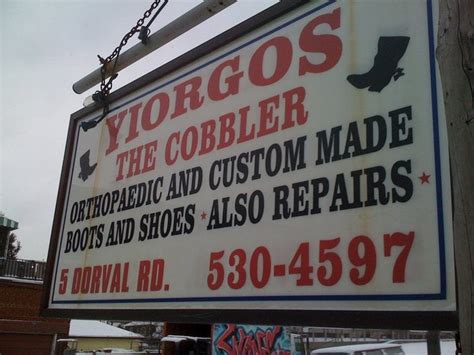 YIORGOS
THE COBBLER
ORTHOPAEDIC AND CUSTOM MADE
BOOTS AND SHOES ★ ALSO REPAIRS ★
5 DORVAL RD. 530-4597